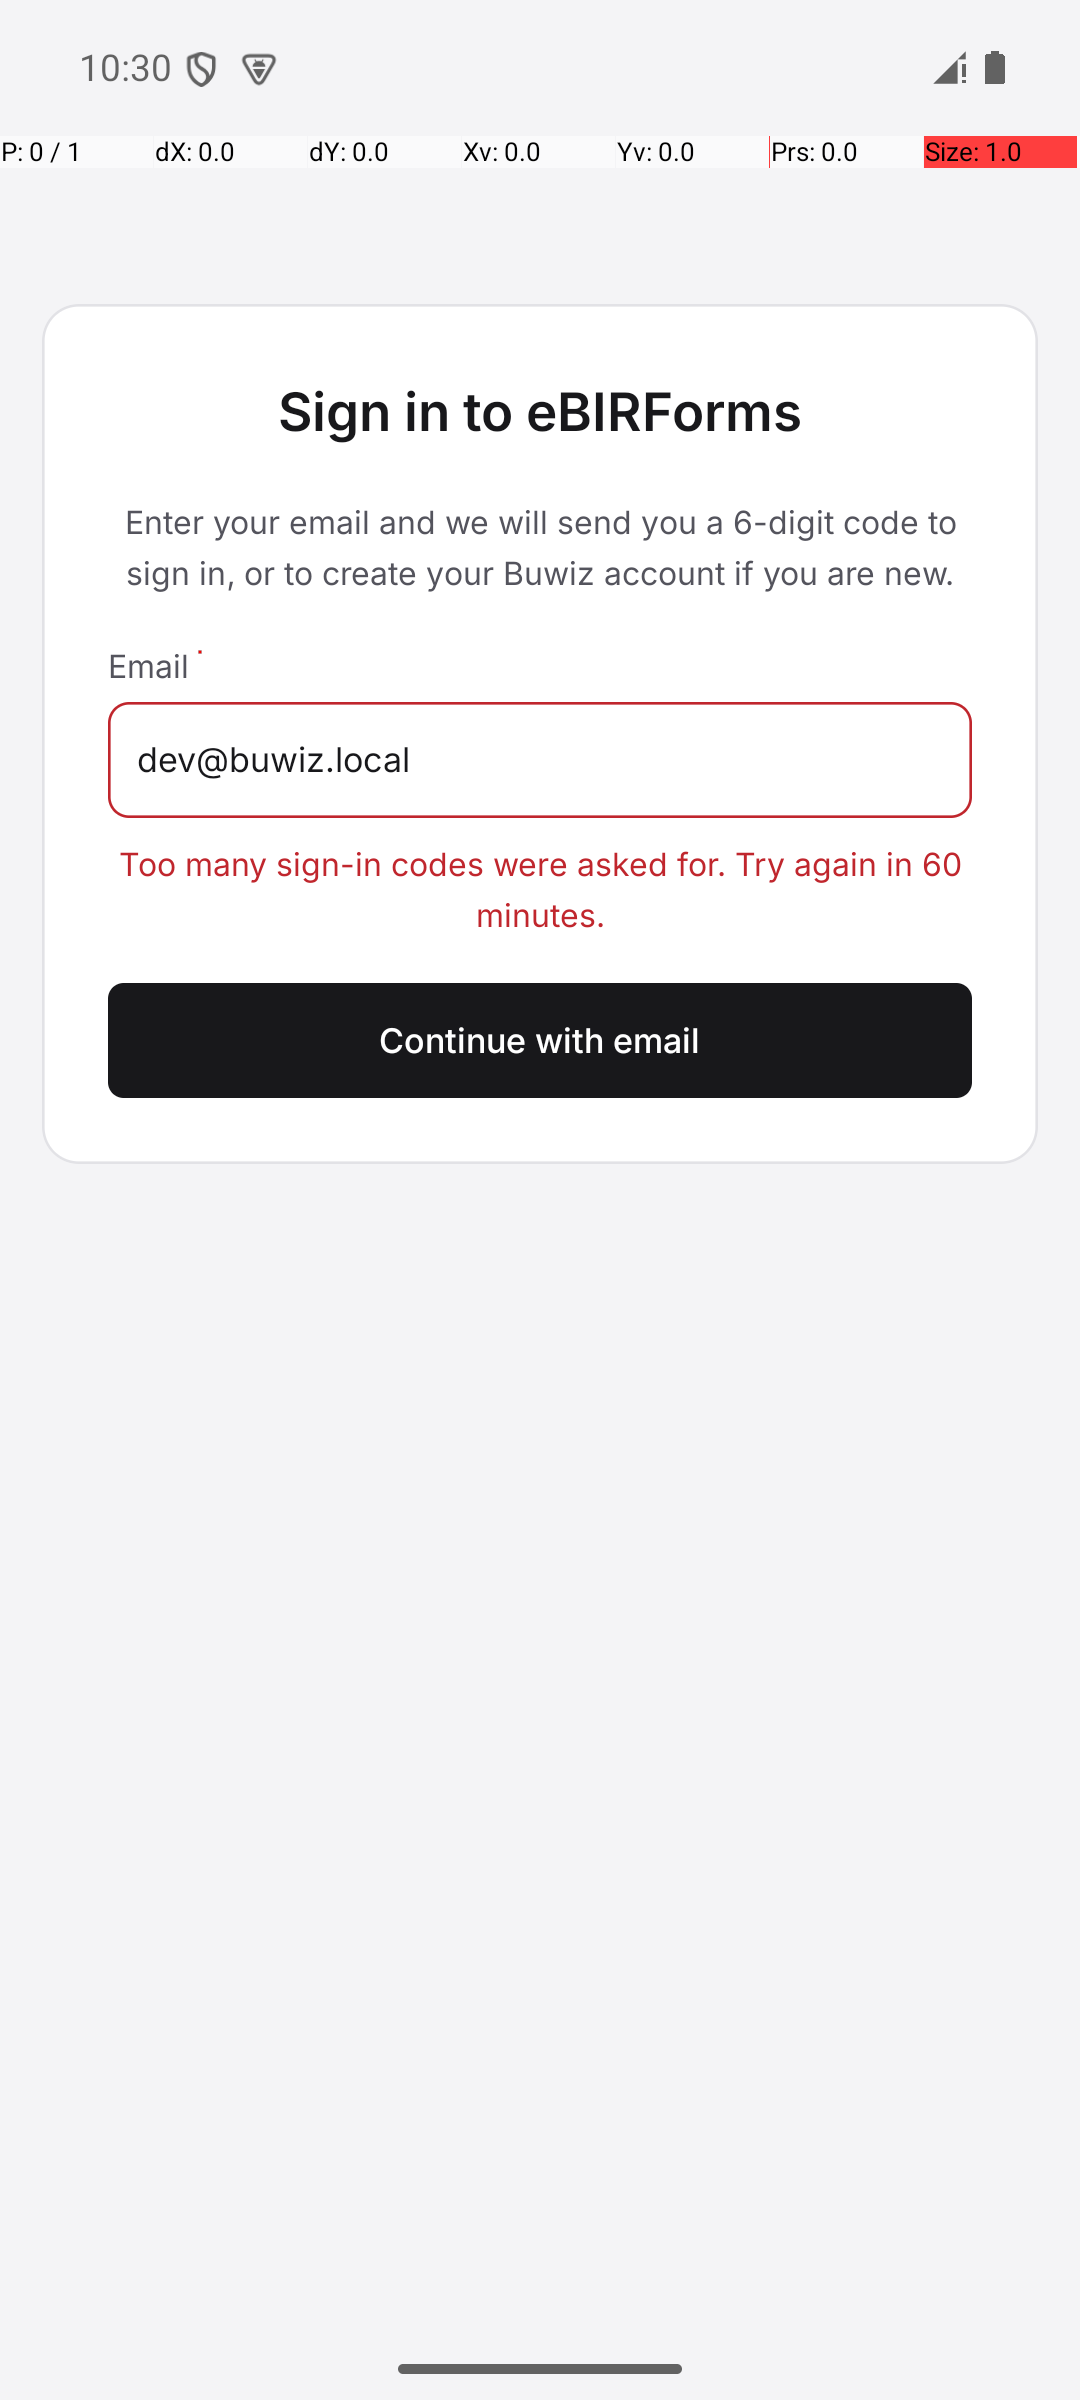 10:30
P: 0 / 1 dX: 0.0 dY: 0.0 Xv: 0.0 Yv: 0.0 Prs: 0.0 Size: 1.0
Sign in to eBIRForms
Enter your email and we will send you a 6-digit code to
sign in, or to create your Buwiz account if you are new.
Email
dev@buwiz.local
Too many sign-in codes were asked for. Try again in 60
minutes.
Continue with email